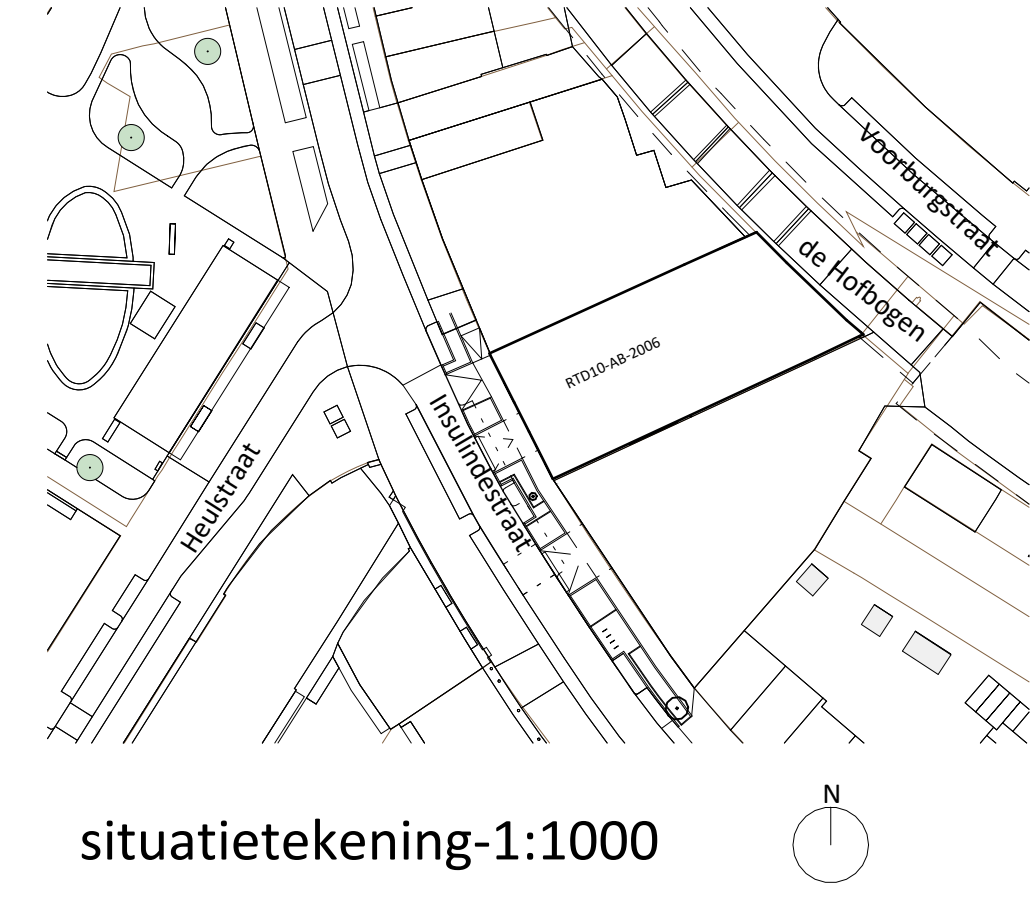 Voorburgstraat
de Hofbogen
RTD10-AB-2006
Insulindestraat
Heulstraat
N
situatietekening-1:1000